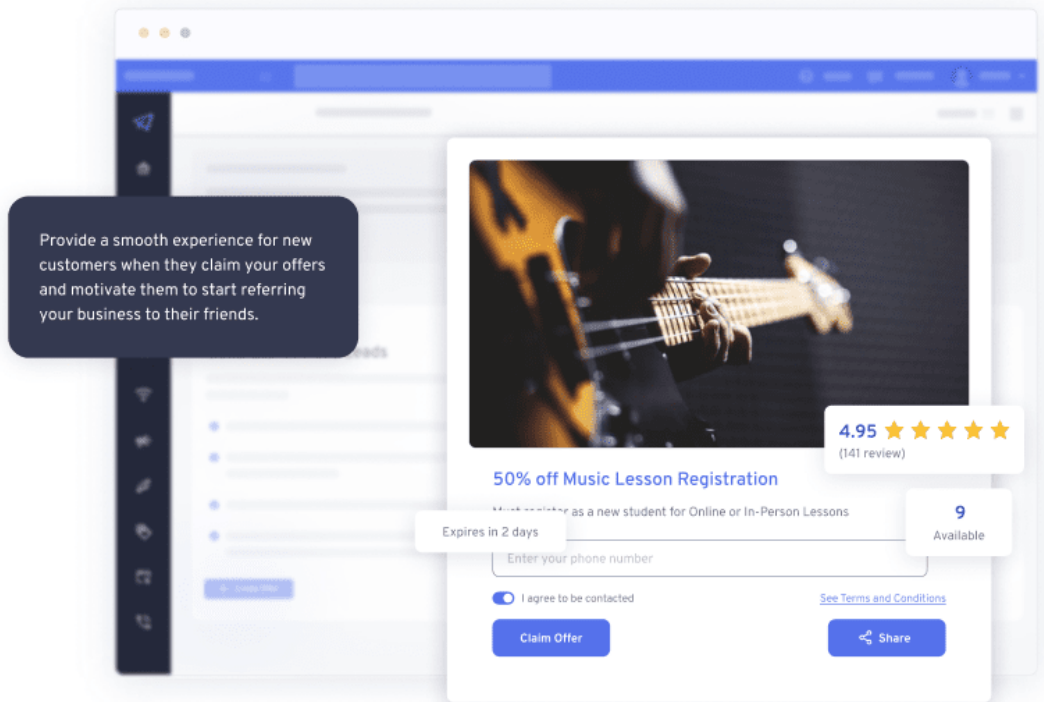 Provide a smooth experience for new
customers when they claim your offers
and motivate them to start referring
your business to their friends.
4.95
(141 review)
50% off Music Lesson Registration
Must register as a new student for Online or In-Person Lessons
9
Available
Expires in 2 days
Enter your phone number
I agree to be contacted
See Terms and Conditions
Claim Offer
Share